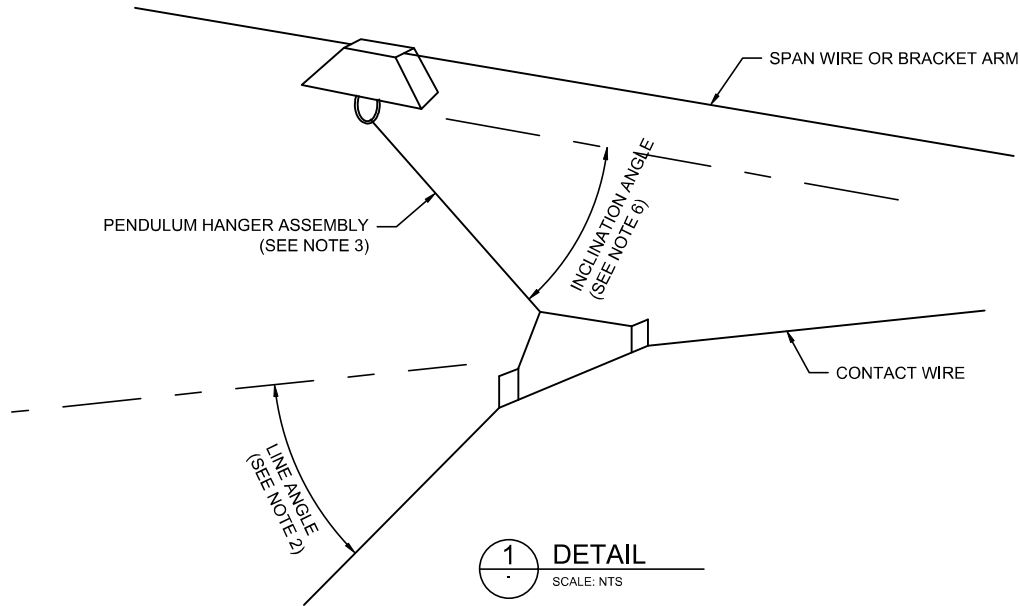 SPAN WIRE OR BRACKET ARM
PENDULUM HANGER ASSEMBLY
(SEE NOTE 3)
INCLINATION ANGLE
(SEE NOTE 6)
CONTACT WIRE
LINE ANGLE
(SEE NOTE 2)
1
-
DETAIL
SCALE: NTS